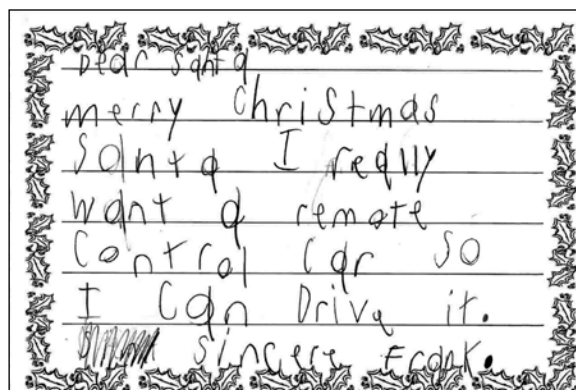 Dear Santa
merry Christmas
Santa I really
want a remote
Control Car so
I Can Drive it.
sincere Frank.